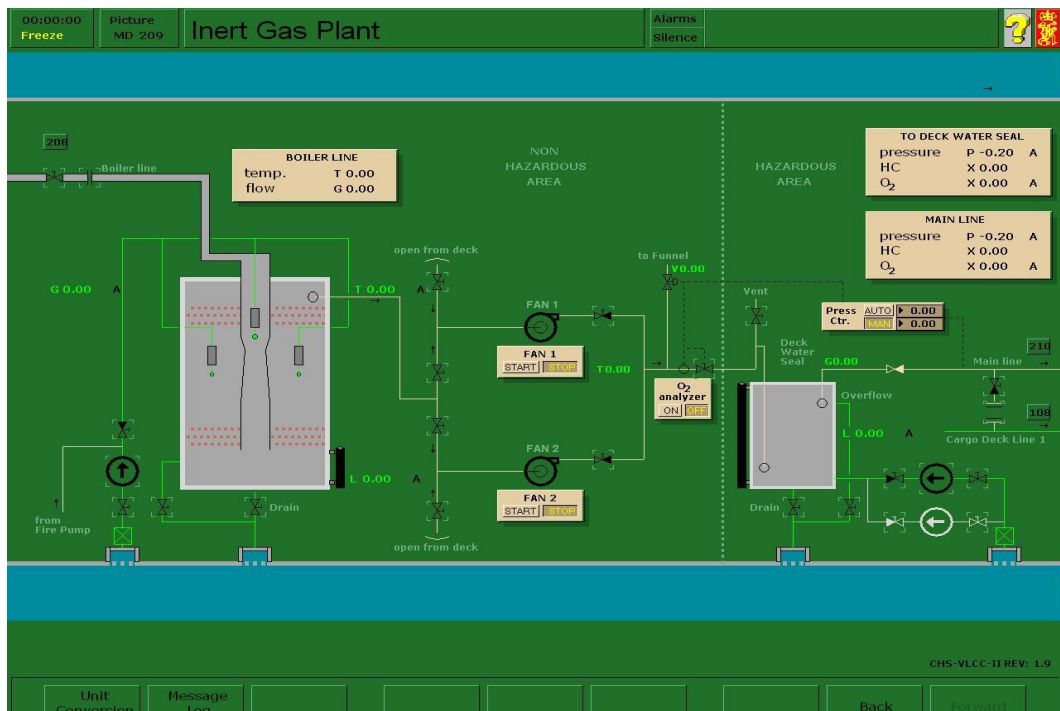 00:00:00
Freeze
Picture
MD 209
Inert Gas Plant
Alarms
Silence
?
208
Boiler line
BOILER LINE
temp. T 0.00
flow G 0.00
NON
HAZARDOUS
AREA
HAZARDOUS
AREA
TO DECK WATER SEAL
pressure P -0.20 A
HC X 0.00
O2 X 0.00 A
MAIN LINE
pressure P -0.20 A
HC X 0.00
O2 X 0.00 A
open from deck
to Funnel
V0.00
G 0.00 A
T 0.00 A
Vent
FAN 1
FAN 1
START STOP
Press
Ctr.
AUTO 0.00
MAN 0.00
Deck
Water
Seal
T0.00
G0.00
Main line
210
O2
analyzer
ON OFF
Overflow
108
L 0.00 A
Cargo Deck Line 1
FAN 2
FAN 2
START STOP
L 0.00 A
from
Fire Pump
Drain
Drain
open from deck
CHS-VLCC-II REV: 1.9
Unit
Conversion
Message
Log
Back
Forward